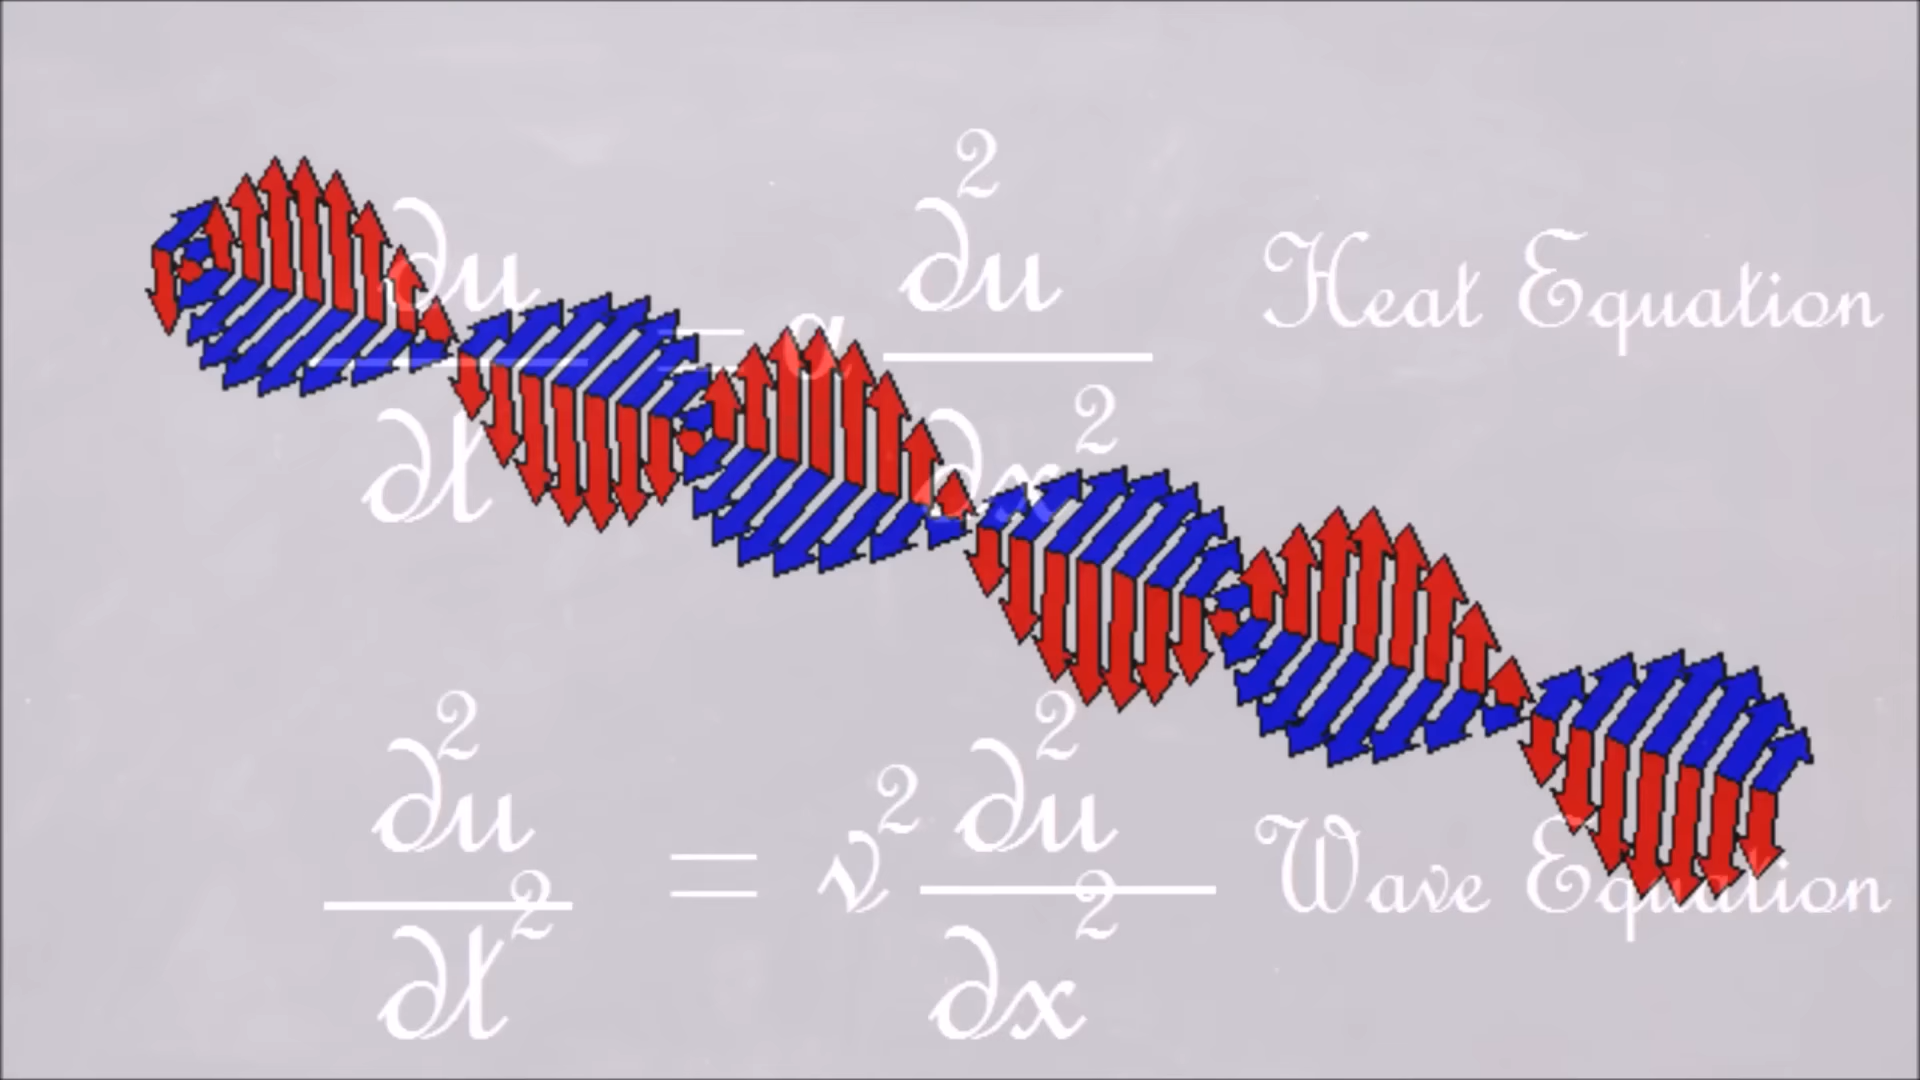 ∂u/∂t = α ∂²u/∂x² Heat Equation
∂²u/∂t² = v² ∂²u/∂x² Wave Equation